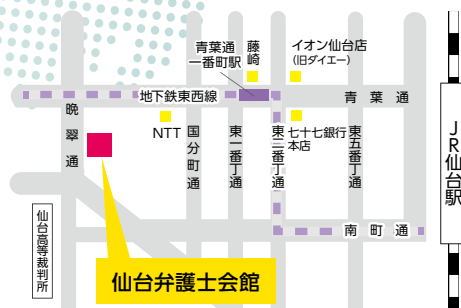 青葉通
一番町駅
藤崎
イオン仙台店
(旧ダイエー)
地下鉄東西線
青葉通
晩翠通
NTT
国分町通
東一番丁通
東三番丁通
七十七銀行
本店
東五番丁通
JR仙台駅
南町通
仙台高等裁判所
仙台弁護士会館